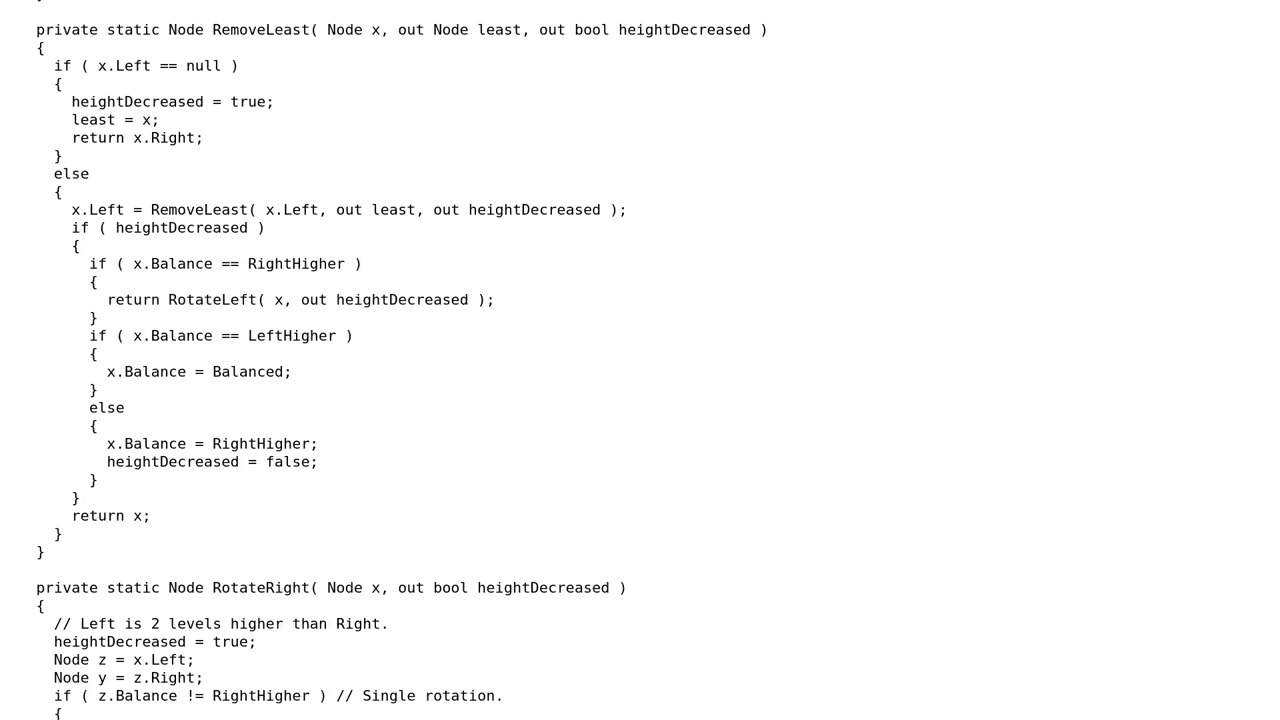 private static Node RemoveLeast( Node x, out Node least, out bool heightDecreased )
{
if ( x.Left == null )
{
heightDecreased = true;
least = x;
return x.Right;
}
else
{
x.Left = RemoveLeast( x.Left, out least, out heightDecreased );
if ( heightDecreased )
{
if ( x.Balance == RightHigher )
{
return RotateLeft( x, out heightDecreased );
}
if ( x.Balance == LeftHigher )
{
x.Balance = Balanced;
}
else
{
x.Balance = RightHigher;
heightDecreased = false;
}
}
return x;
}
}
private static Node RotateRight( Node x, out bool heightDecreased )
{
// Left is 2 levels higher than Right.
heightDecreased = true;
Node z = x.Left;
Node y = z.Right;
if ( z.Balance != RightHigher ) // Single rotation.
{